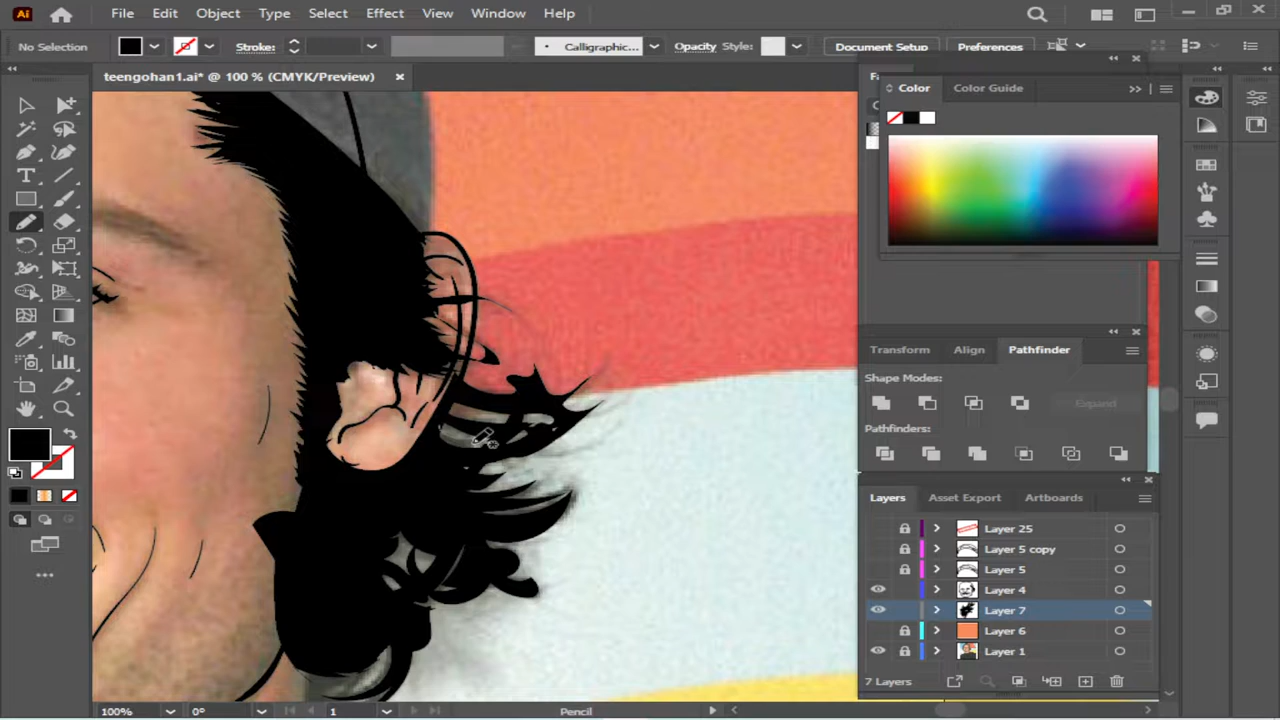 Ai File Edit Object Type Select Effect View Window Help
No Selection Stroke: Calligraphic... Opacity Style: Document Setup Preferences
teengohan1.ai* @ 100 % (CMYK/Preview) ×
Color Color Guide
Transform Align Pathfinder
Shape Modes:
Expand
Pathfinders:
Layers Asset Export Artboards
Layer 25
Layer 5 copy
Layer 5
Layer 4
Layer 7
Layer 6
Layer 1
7 Layers
100% 0° 1 Pencil